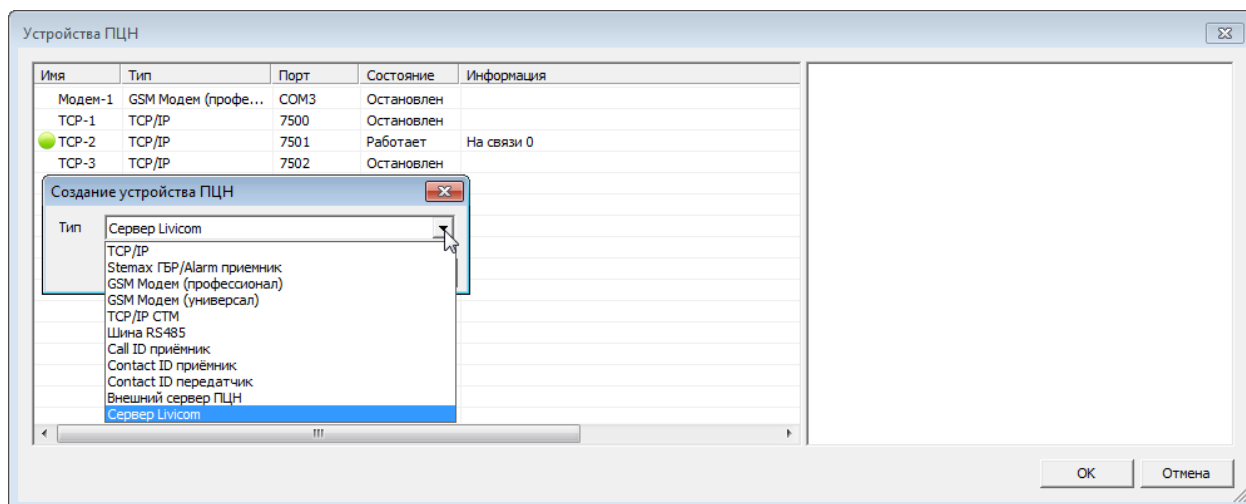 Устройства ПЦН
Имя Тип Порт Состояние Информация
Модем-1 GSM Модем (профе... COM3 Остановлен
TCP-1 TCP/IP 7500 Остановлен
TCP-2 TCP/IP 7501 Работает На связи 0
TCP-3 TCP/IP 7502 Остановлен
Создание устройства ПЦН
Тип Сервер Livicom
TCP/IP
Stemax ГБР/Alarm приемник
GSM Модем (профессионал)
GSM Модем (универсал)
TCP/IP СТМ
Шина RS485
Call ID приёмник
Contact ID приёмник
Contact ID передатчик
Внешний сервер ПЦН
Сервер Livicom
OK Отмена